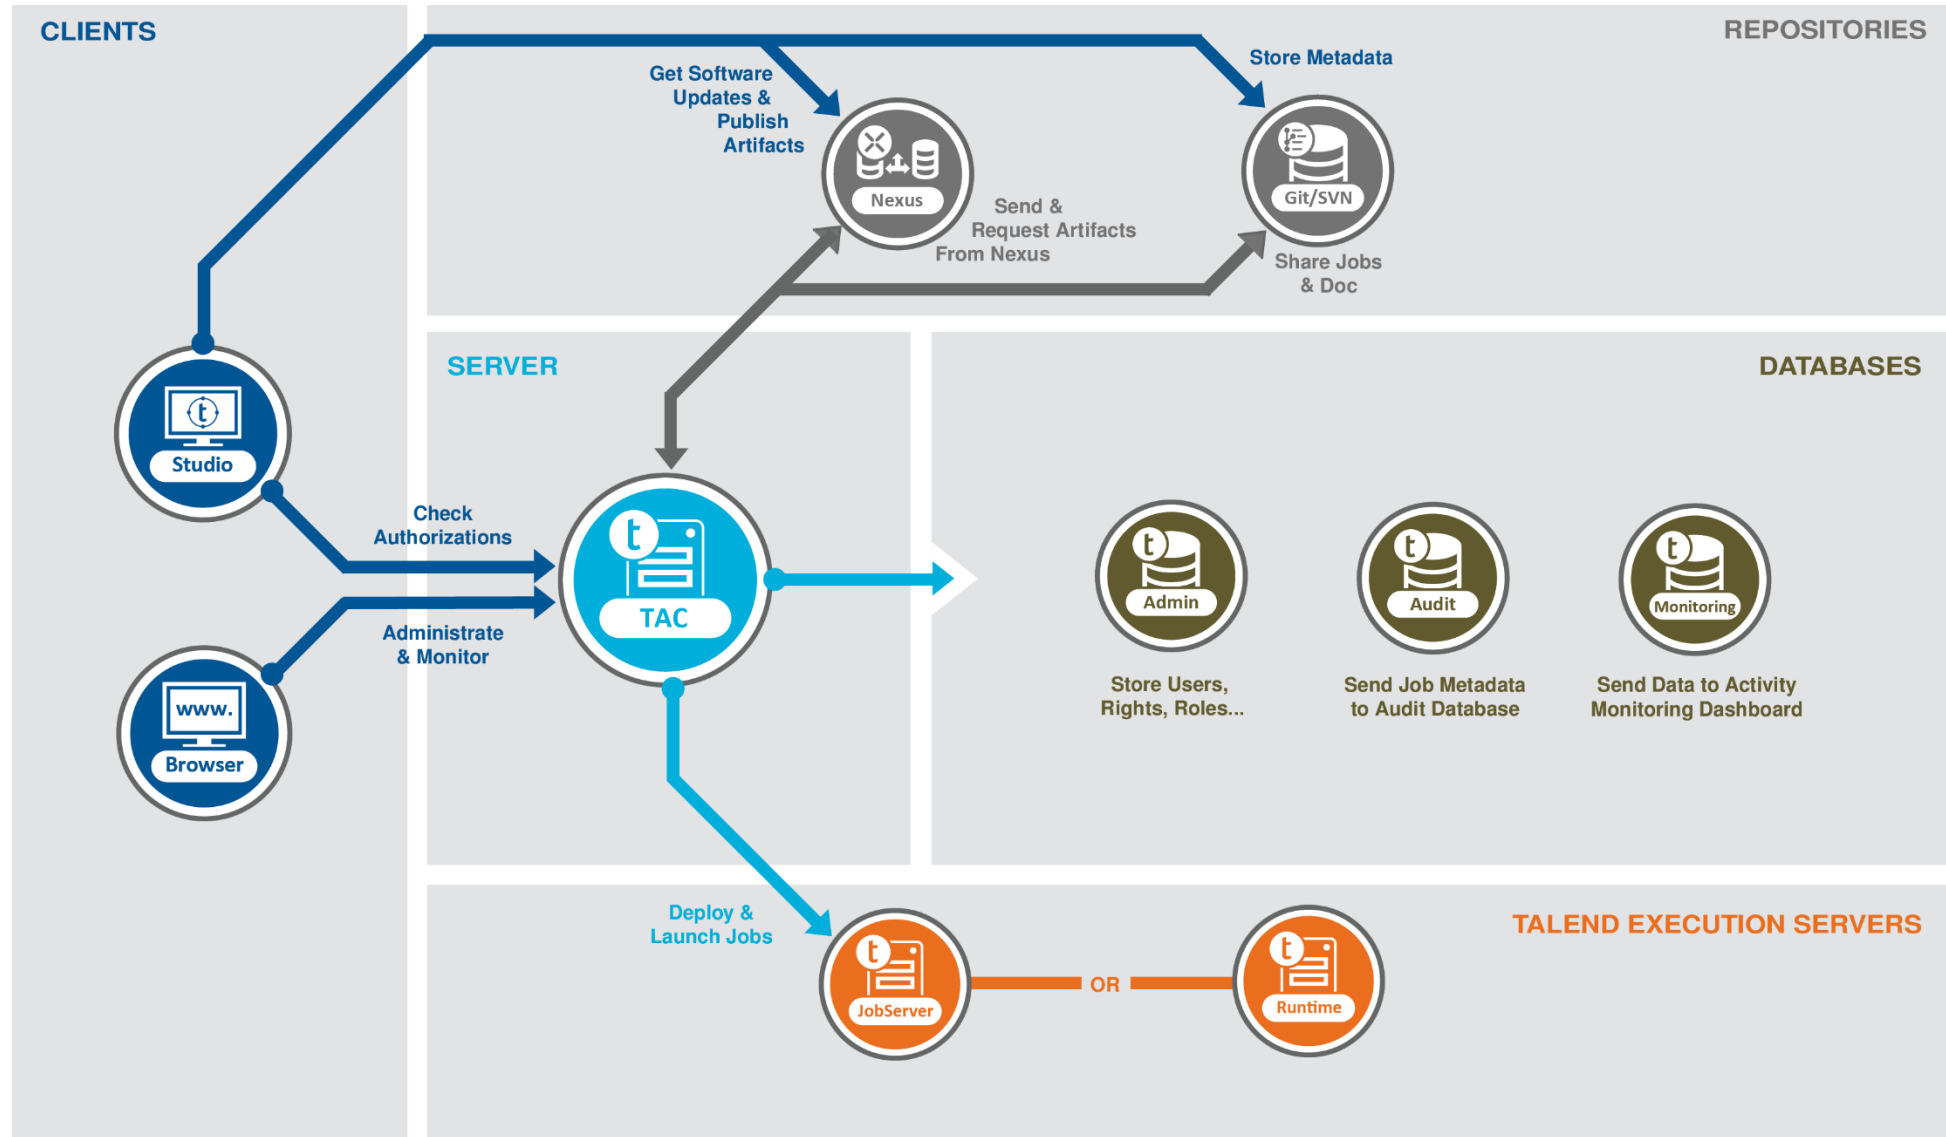 CLIENTS
REPOSITORIES
Store Metadata
Get Software
Updates &
Publish
Artifacts
Nexus
Git/SVN
Send &
Request Artifacts
From Nexus
Share Jobs
& Doc
SERVER
DATABASES
t
Studio
Check
Authorizations
t
TAC
Administrate
& Monitor
www.
Browser
t
Admin
t
Audit
t
Monitoring
Store Users,
Rights, Roles...
Send Job Metadata
to Audit Database
Send Data to Activity
Monitoring Dashboard
Deploy &
Launch Jobs
TALEND EXECUTION SERVERS
t
JobServer
OR
t
Runtime